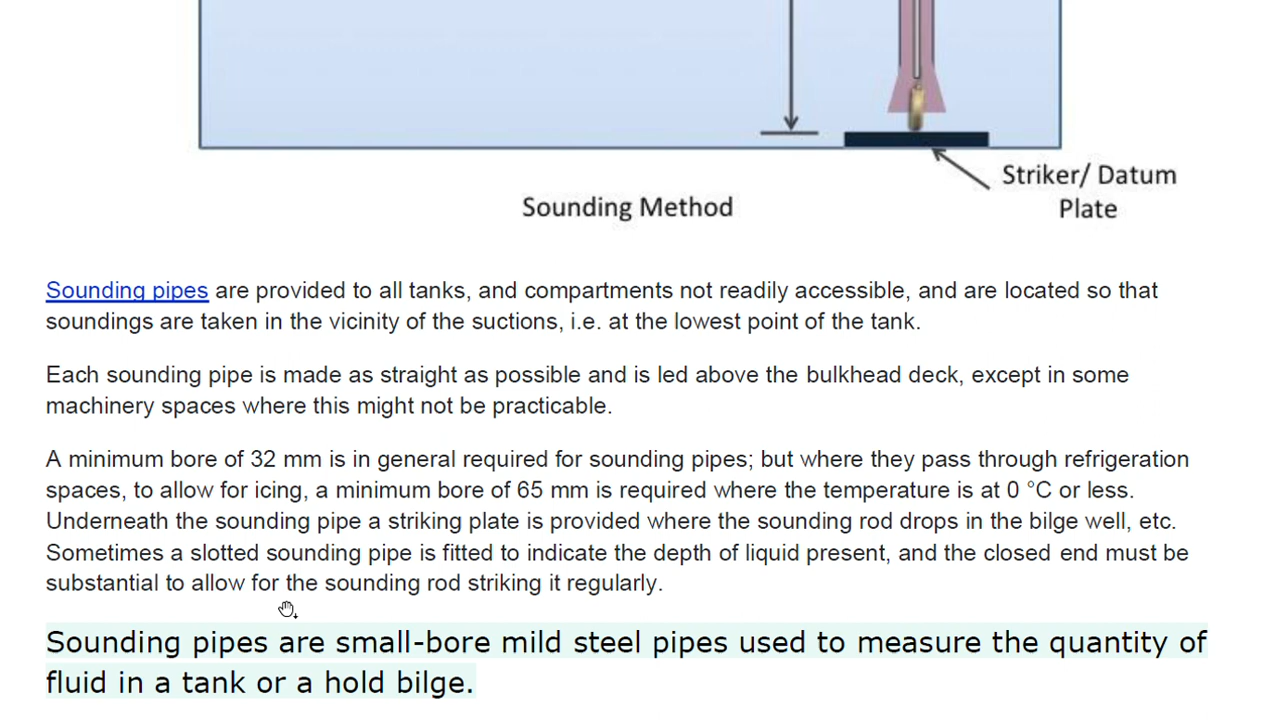 Striker/ Datum
Plate
Sounding Method
Sounding pipes are provided to all tanks, and compartments not readily accessible, and are located so that
soundings are taken in the vicinity of the suctions, i.e. at the lowest point of the tank.
Each sounding pipe is made as straight as possible and is led above the bulkhead deck, except in some
machinery spaces where this might not be practicable.
A minimum bore of 32 mm is in general required for sounding pipes; but where they pass through refrigeration
spaces, to allow for icing, a minimum bore of 65 mm is required where the temperature is at 0 °C or less.
Underneath the sounding pipe a striking plate is provided where the sounding rod drops in the bilge well, etc.
Sometimes a slotted sounding pipe is fitted to indicate the depth of liquid present, and the closed end must be
substantial to allow for the sounding rod striking it regularly.
Sounding pipes are small-bore mild steel pipes used to measure the quantity of
fluid in a tank or a hold bilge.